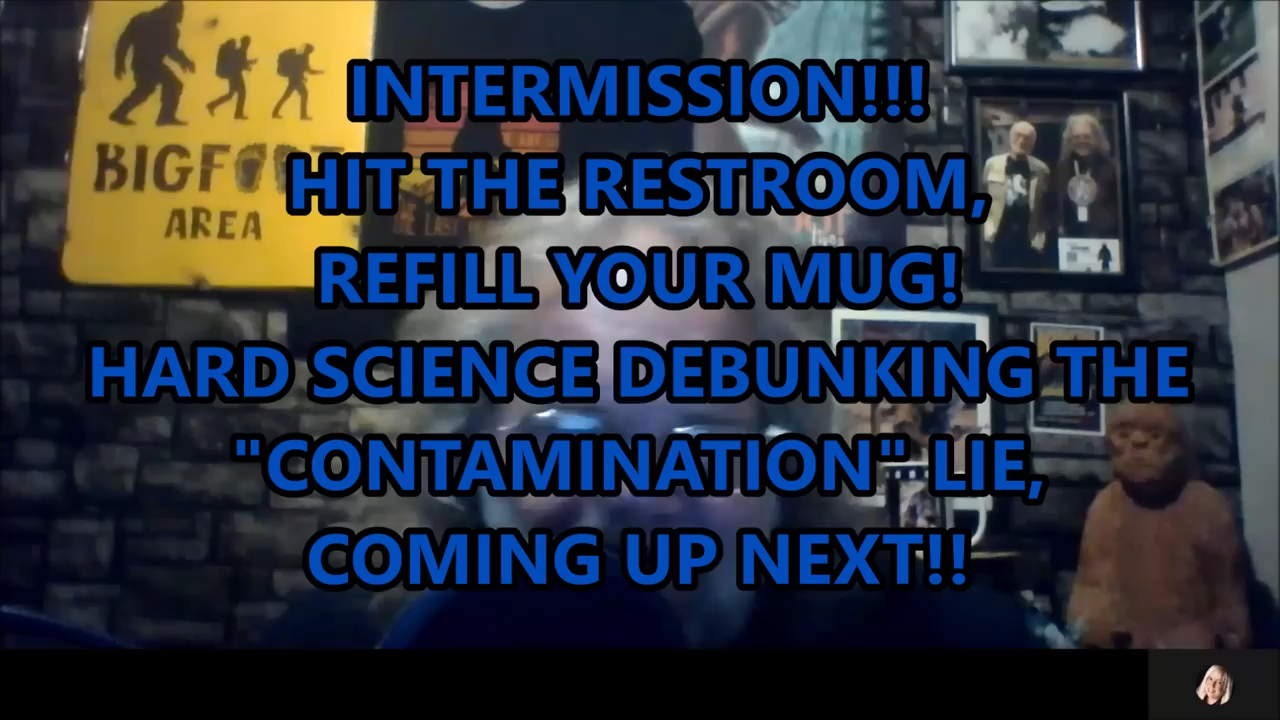 INTERMISSION!!!
HIT THE RESTROOM,
REFILL YOUR MUG!
HARD SCIENCE DEBUNKING THE
"CONTAMINATION" LIE,
COMING UP NEXT!!
BIGFOOT
AREA